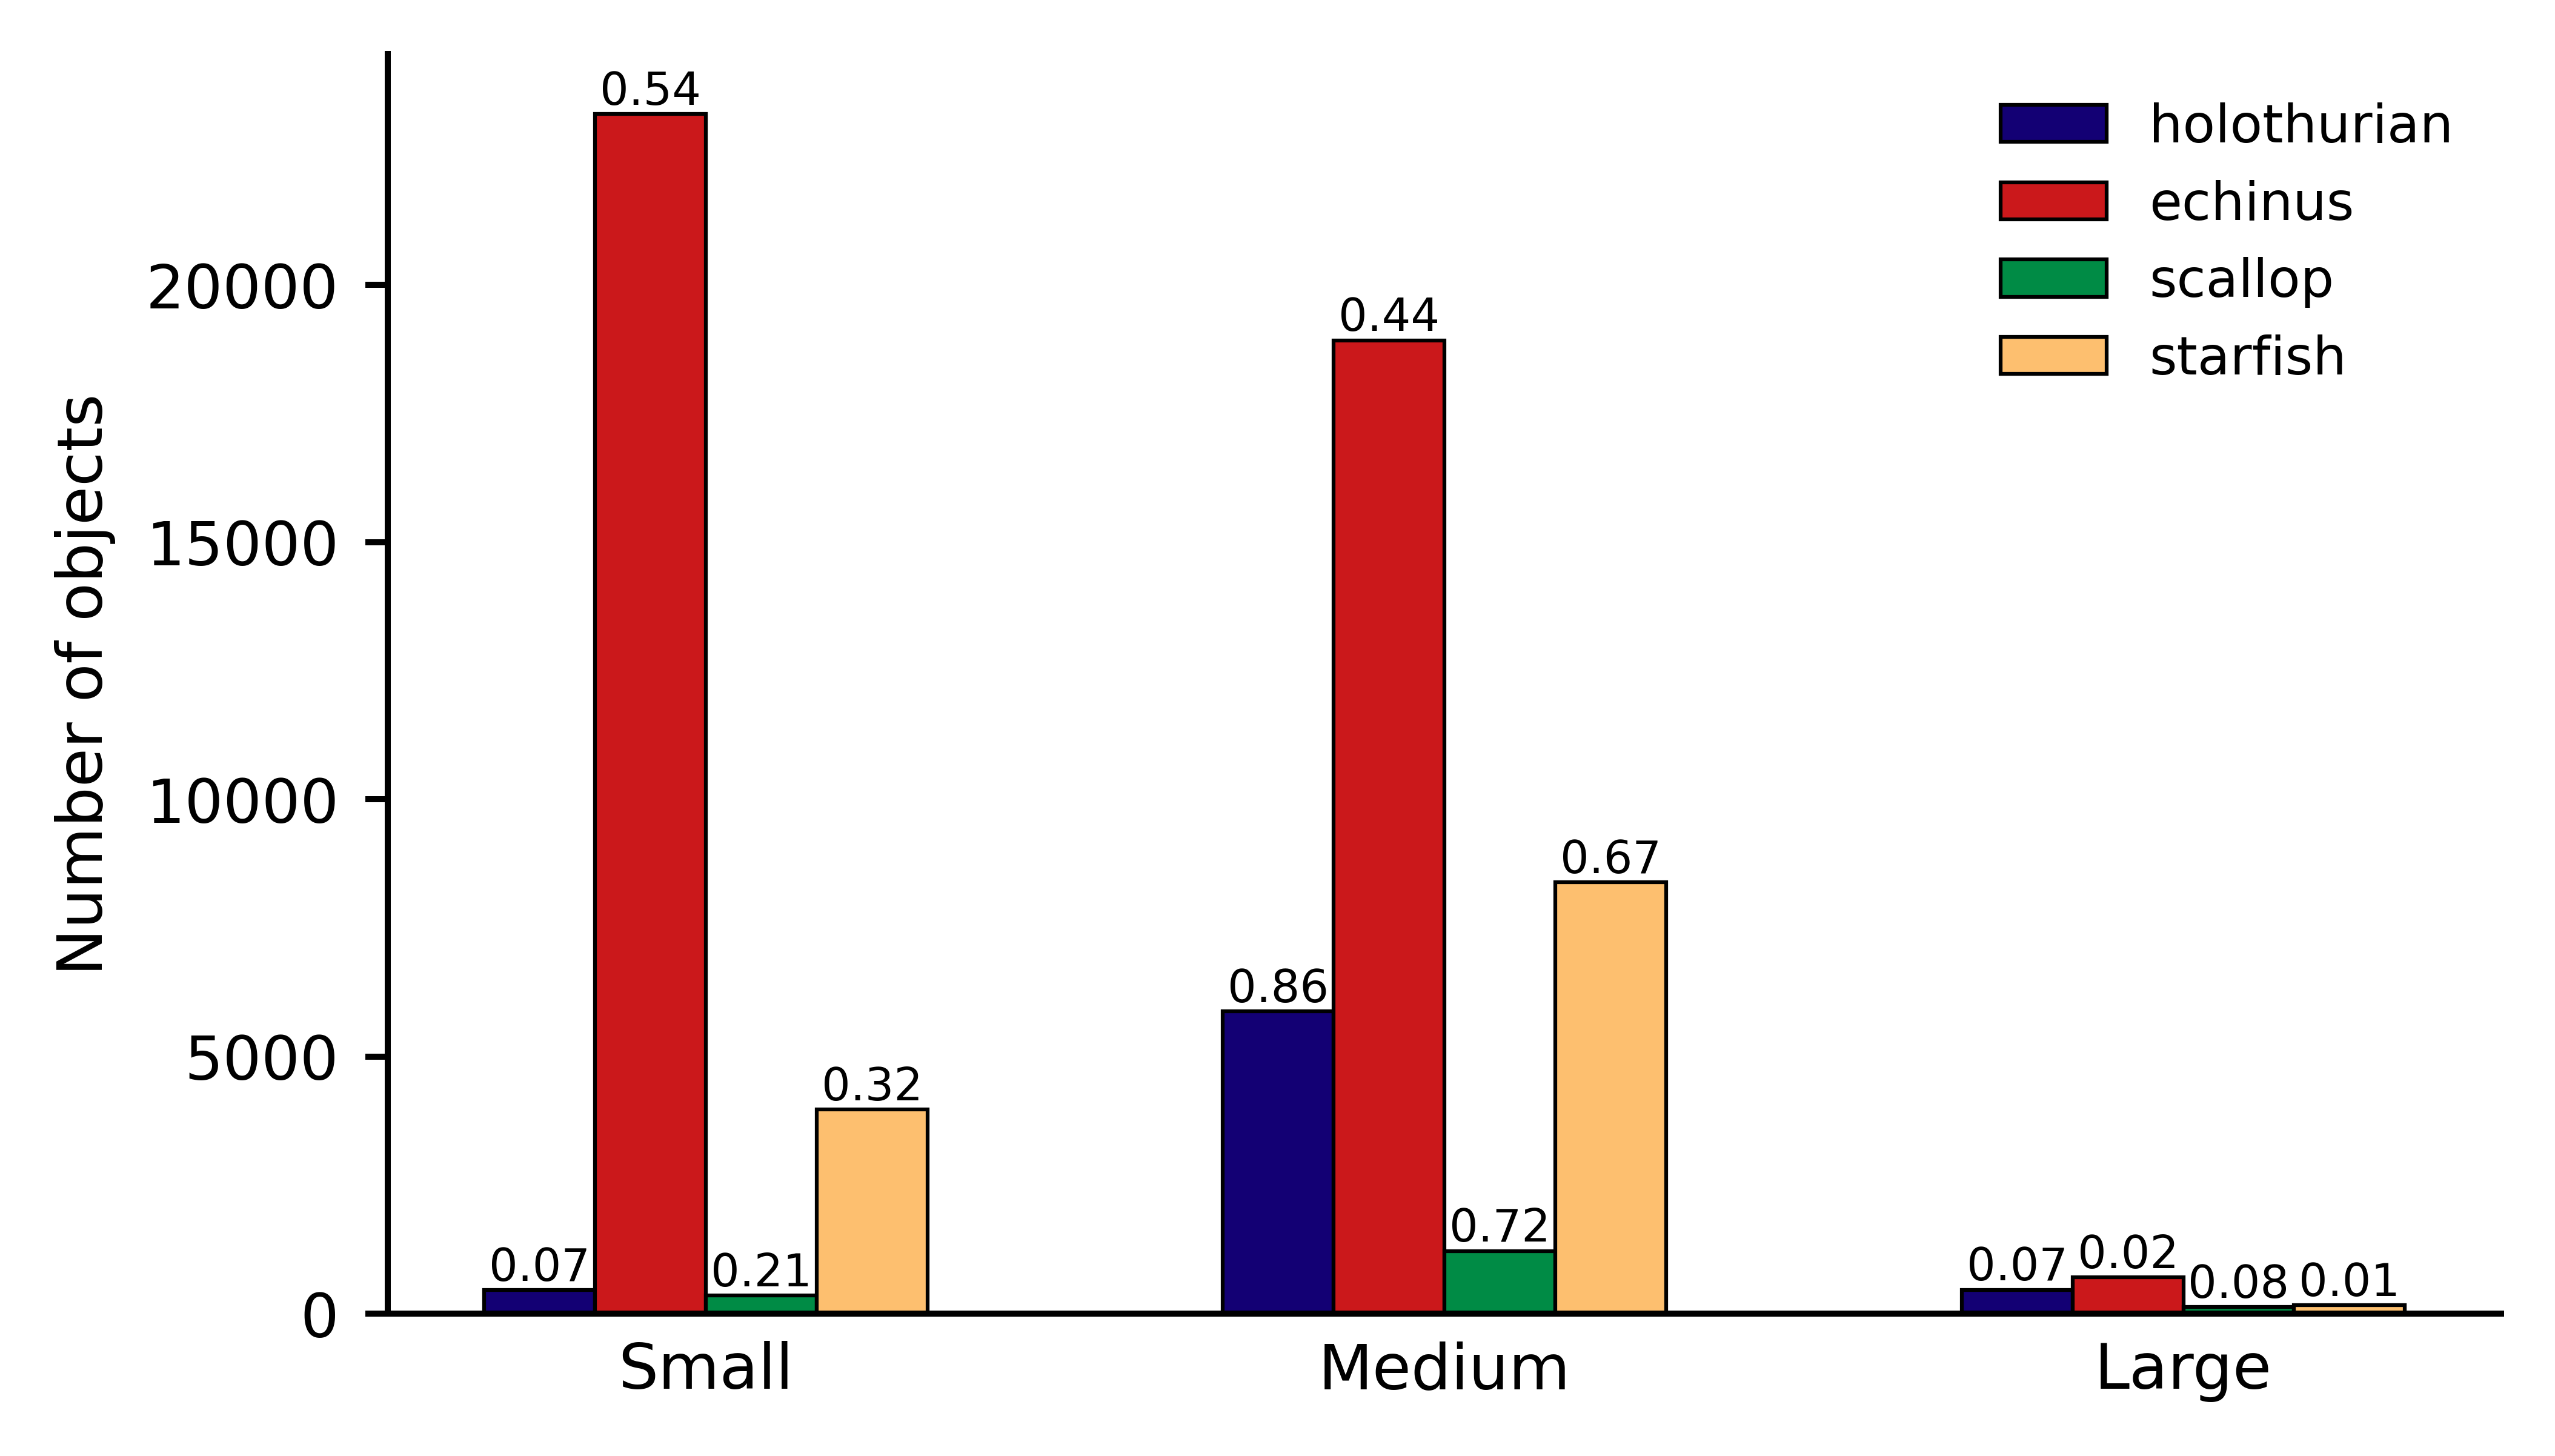 Number of objects
20000
15000
10000
5000
0
0.07
0.54
0.21
0.32
0.86
0.44
0.72
0.67
0.07
0.02
0.08
0.01
Small
Medium
Large
holothurian
echinus
scallop
starfish